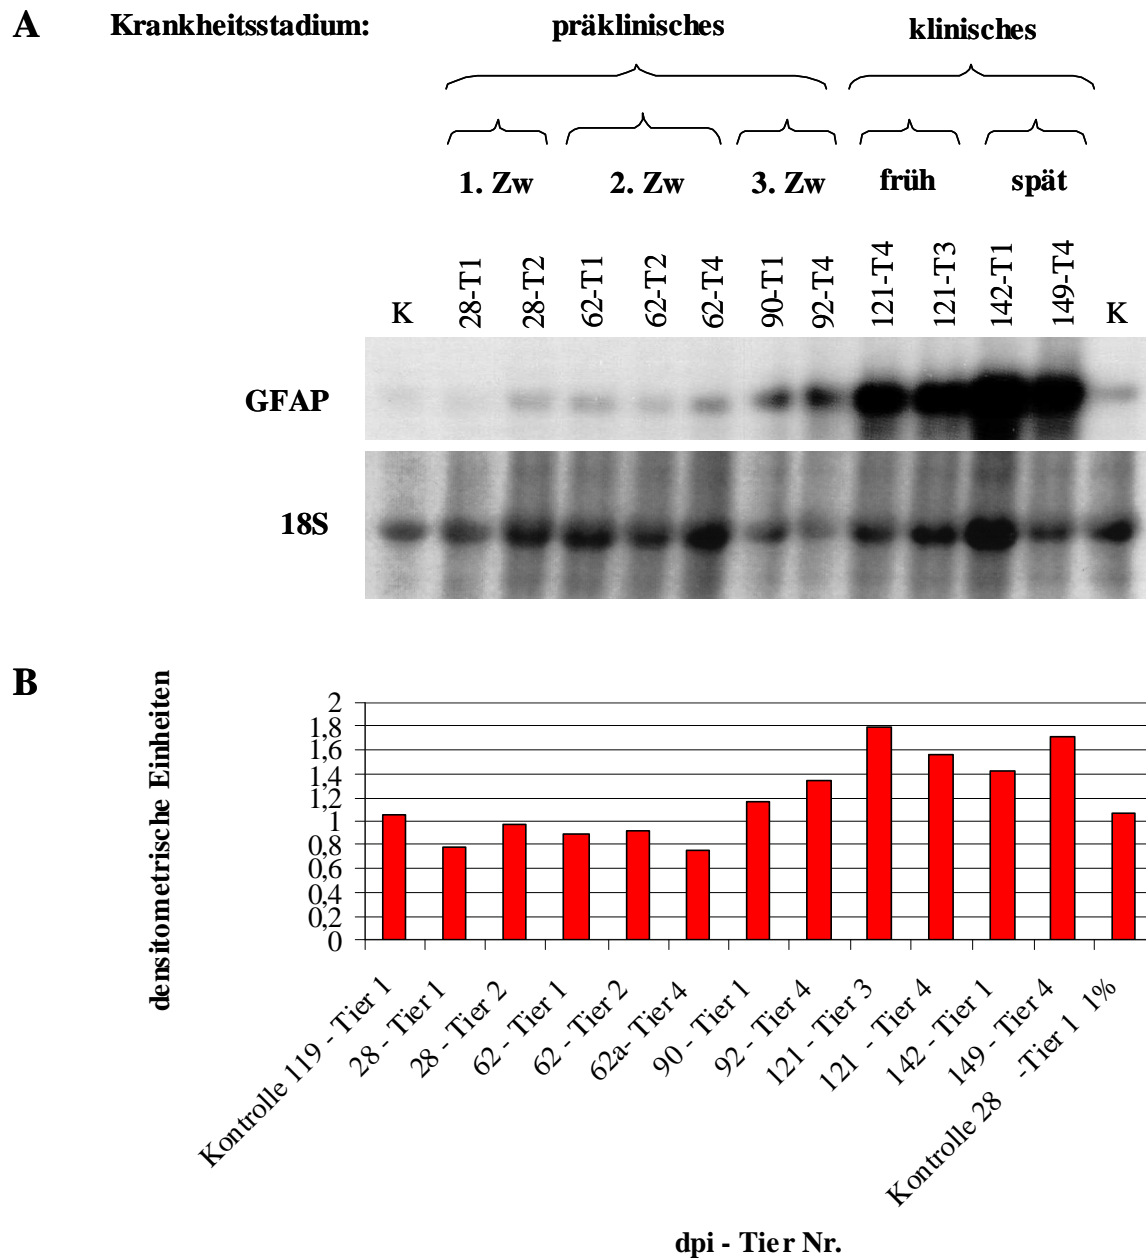 A Krankheitsstadium: präklinisches klinisches
1. Zw 2. Zw 3. Zw früh spät
K 28-T1 28-T2 62-T1 62-T2 62-T4 90-T1 92-T4 121-T4 121-T3 142-T1 149-T4 K
GFAP
18S
B
densitometrische Einheiten
2
1,8
1,6
1,4
1,2
1
0,8
0,6
0,4
0,2
0
Kontrolle 119 - Tier 1
28 - Tier 1
28 - Tier 2
62 - Tier 1
62 - Tier 2
62a- Tier 4
90 - Tier 1
92 - Tier 4
121 - Tier 3
121 - Tier 4
142 - Tier 1
149 - Tier 4
Kontrolle 28 -Tier 1 1%
dpi - Tier Nr.